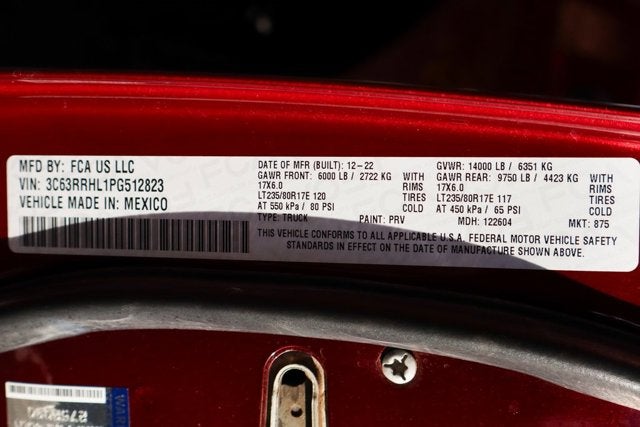 MFD BY: FCA US LLC
VIN: 3C63RRHL1PG512823
VEHICLE MADE IN: MEXICO
DATE OF MFR (BUILT): 12-22
GAWR FRONT: 6000 LB / 2722 KG WITH
17X6.0 RIMS
LT235/80R17E 120 TIRES
AT 550 kPa / 80 PSI COLD
TYPE: TRUCK PAINT: PRV
GVWR: 14000 LB / 6351 KG
GAWR REAR: 9750 LB / 4423 KG WITH
17X6.0 RIMS
LT235/80R17E 117 TIRES
AT 450 kPa / 65 PSI COLD
MDH: 122604 MKT: 875
THIS VEHICLE CONFORMS TO ALL APPLICABLE U.S.A. FEDERAL MOTOR VEHICLE SAFETY
STANDARDS IN EFFECT ON THE DATE OF MANUFACTURE SHOWN ABOVE.